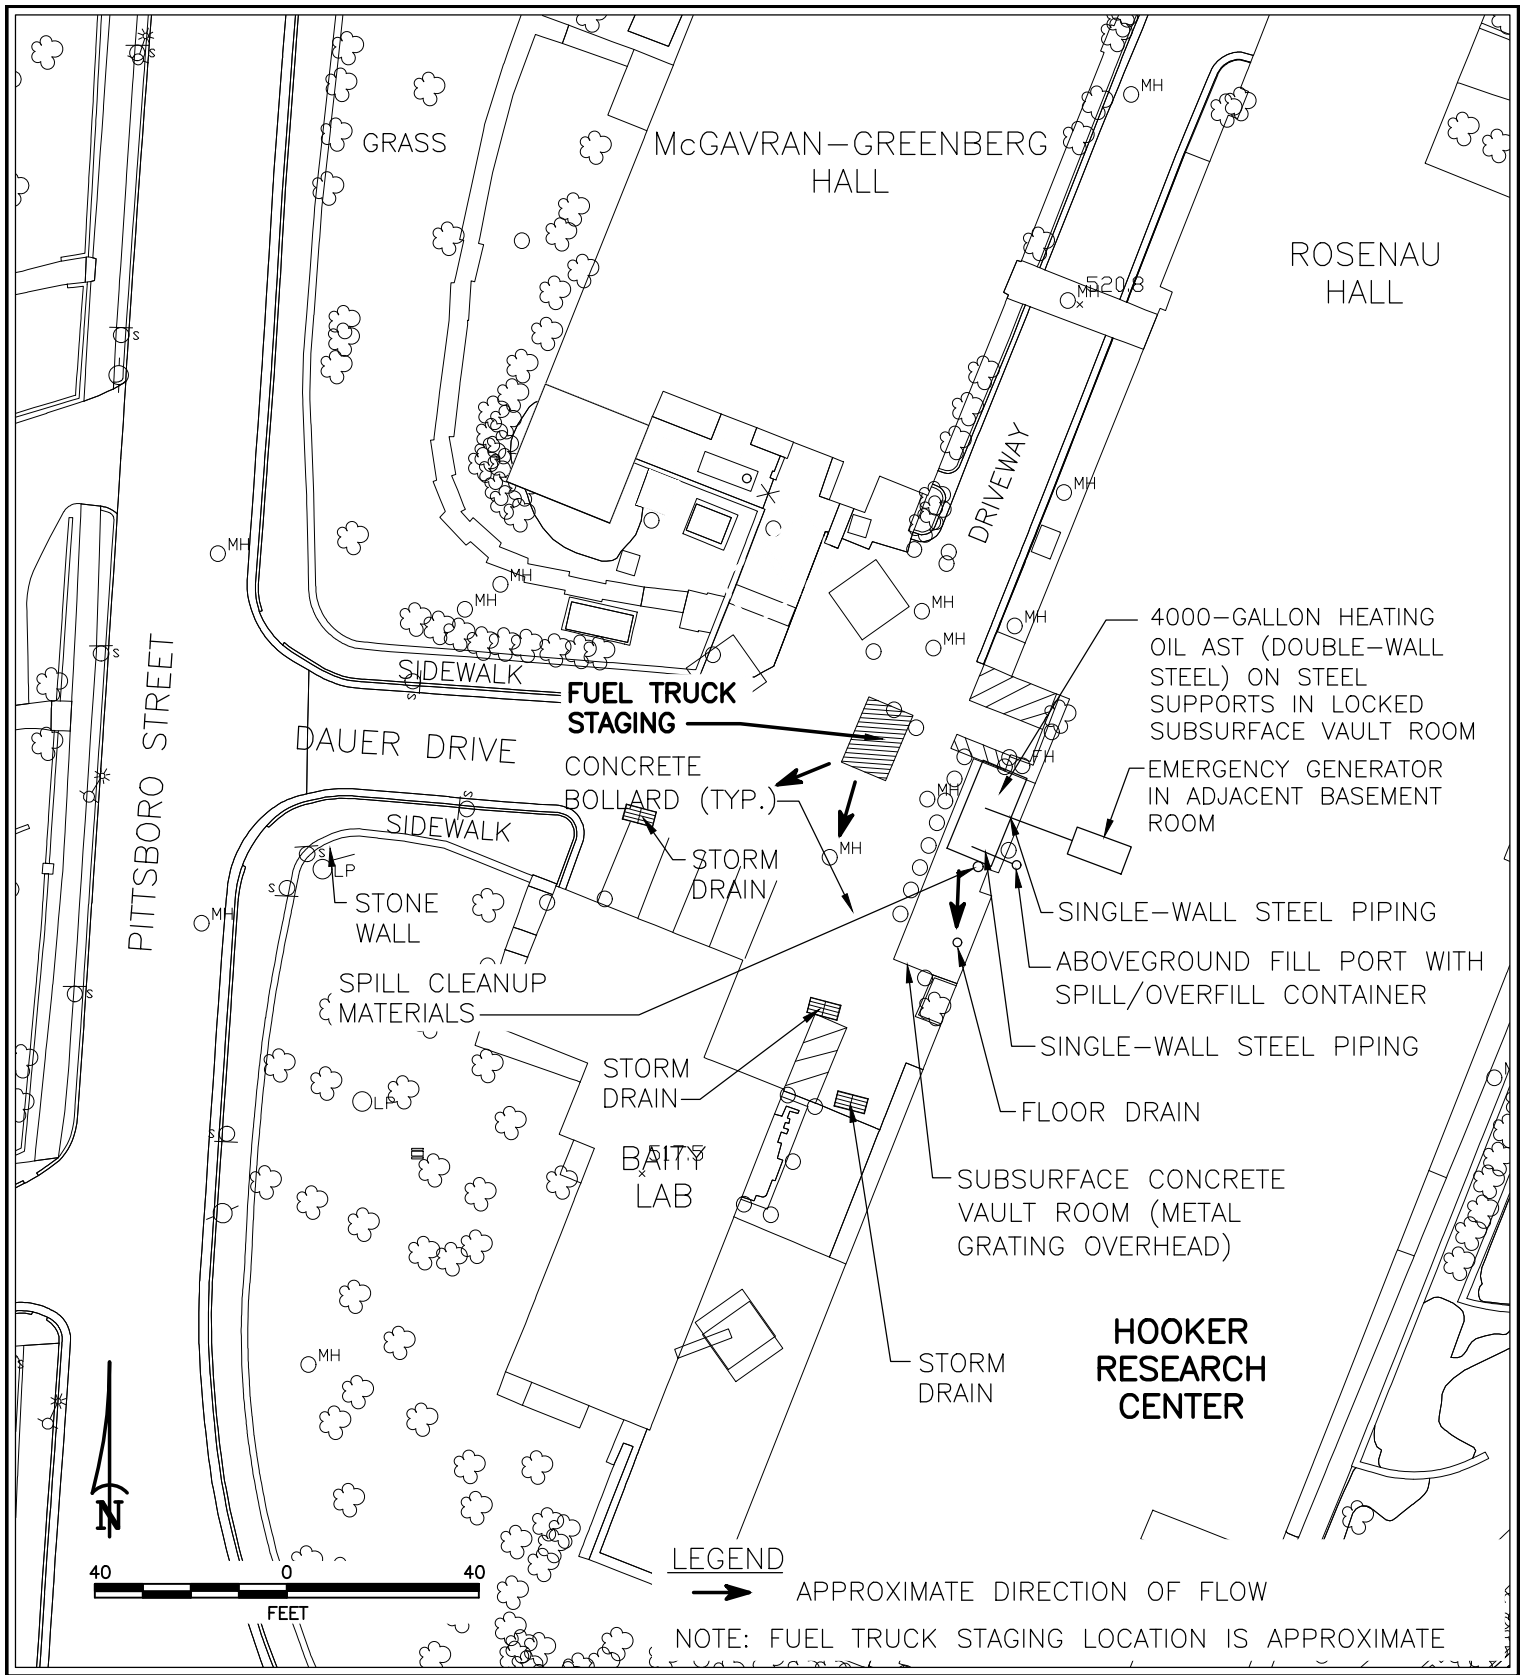 MH
GRASS
McGAVRAN-GREENBERG
HALL
ROSENAU
HALL
MH
520.8
DRIVEWAY
MH
MH
MH
MH
MH
MH
MH
SIDEWALK
FUEL TRUCK
STAGING
DAUER DRIVE
CONCRETE
BOLLARD (TYP.)
PITTSBORO STREET
4000-GALLON HEATING
OIL AST (DOUBLE-WALL
STEEL) ON STEEL
SUPPORTS IN LOCKED
SUBSURFACE VAULT ROOM
EMERGENCY GENERATOR
IN ADJACENT BASEMENT
ROOM
FH
MH
SIDEWALK
MH
STORM
DRAIN
LP
STONE
WALL
MH
SINGLE-WALL STEEL PIPING
ABOVEGROUND FILL PORT WITH
SPILL/OVERFILL CONTAINER
SPILL CLEANUP
MATERIALS
SINGLE-WALL STEEL PIPING
STORM
DRAIN
LP
FLOOR DRAIN
517.5
BAITY
LAB
SUBSURFACE CONCRETE
VAULT ROOM (METAL
GRATING OVERHEAD)
HOOKER
RESEARCH
CENTER
STORM
DRAIN
MH
N
40 0 40
FEET
LEGEND
APPROXIMATE DIRECTION OF FLOW
NOTE: FUEL TRUCK STAGING LOCATION IS APPROXIMATE
S
S
S
S
S
S
S
S
S
S